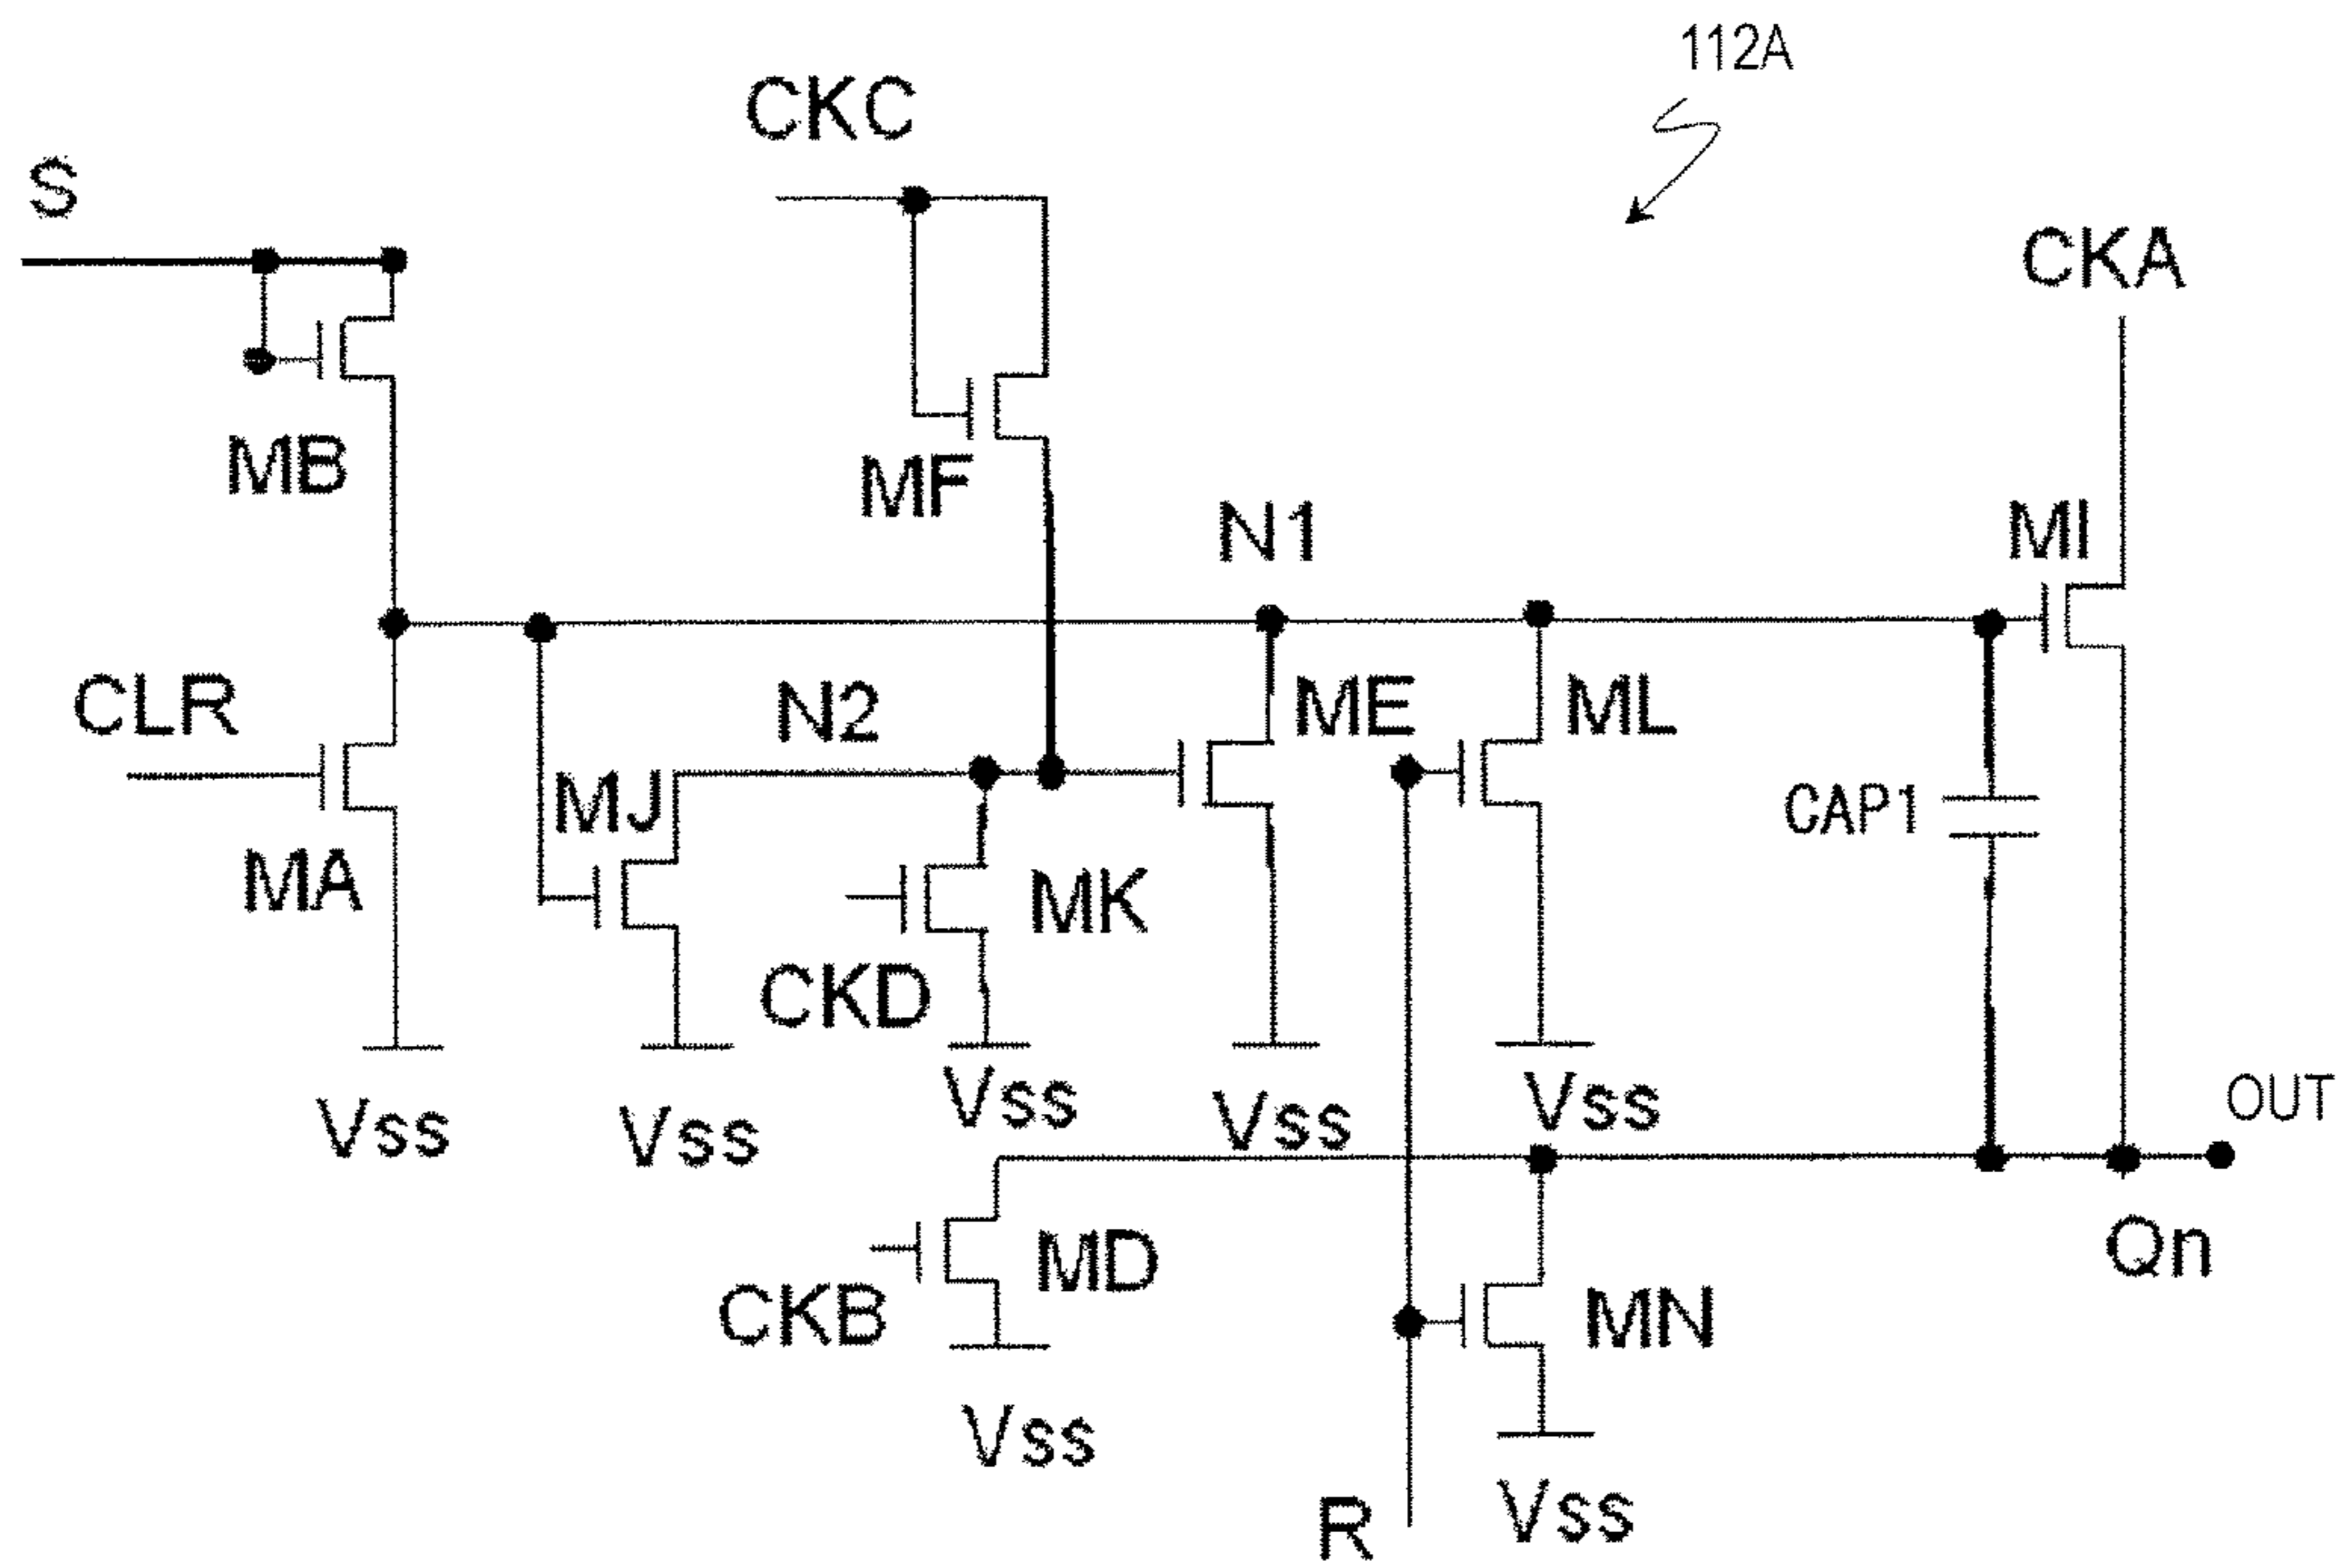 112A
CKC
S
CKA
MB
MF
N1
MI
CLR
N2
ME
ML
MJ
CAP1
MA
MK
CKD
Vss
Vss
Vss
Vss
Vss
OUT
Qn
MD
CKB
MN
Vss
R
Vss